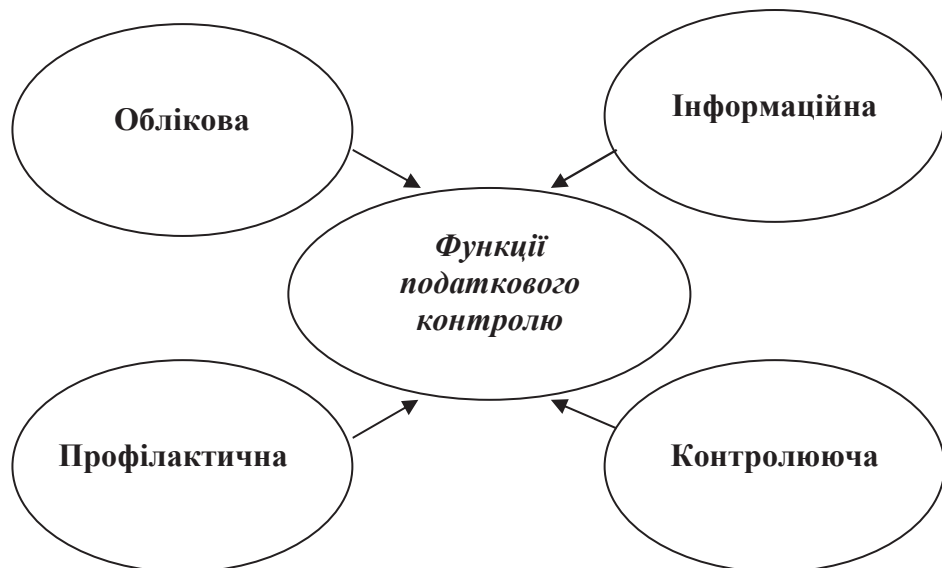 Облікова
Інформаційна
Функції
податкового
контролю
Профілактична
Контролююча